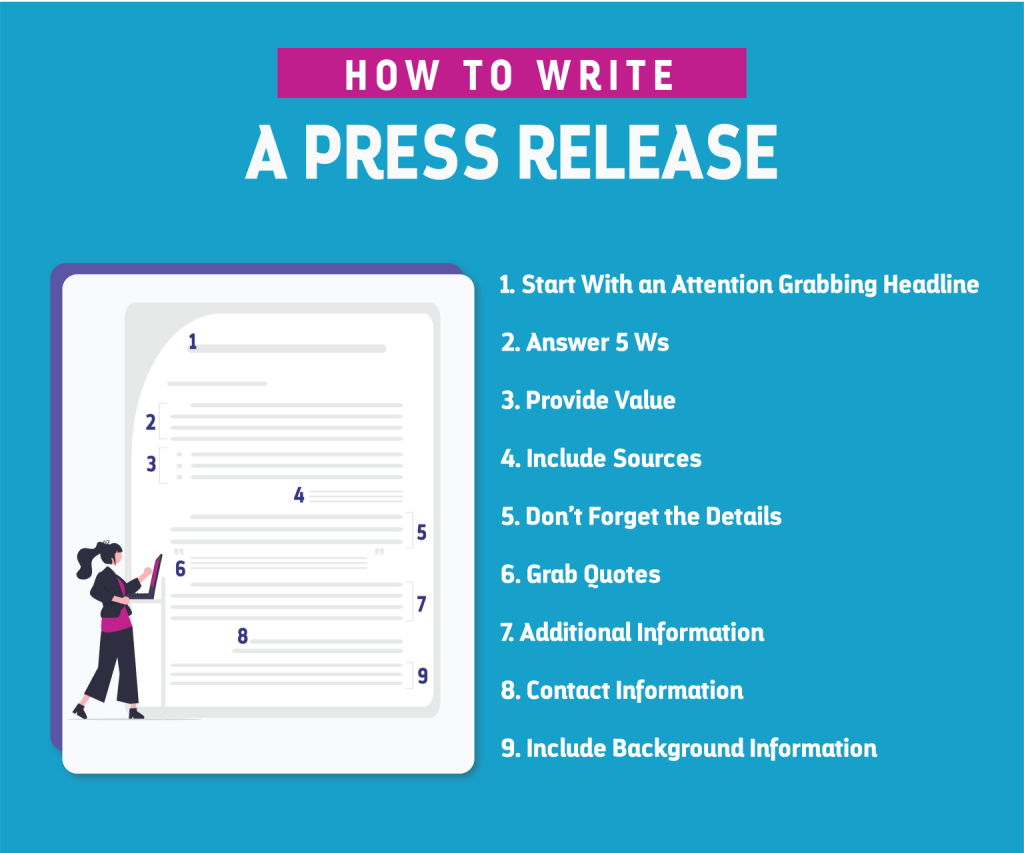 HOW TO WRITE
A PRESS RELEASE
1. Start With an Attention Grabbing Headline
2. Answer 5 Ws
3. Provide Value
4. Include Sources
5. Don’t Forget the Details
6. Grab Quotes
7. Additional Information
8. Contact Information
9. Include Background Information
1
2
3
4
5
“ ”
6
7
8
9